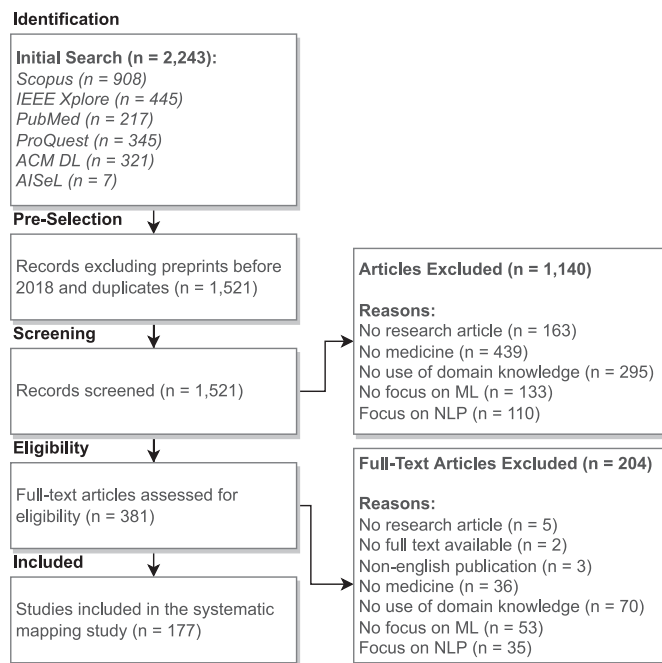 Identification
Initial Search (n = 2,243):
Scopus (n = 908)
IEEE Xplore (n = 445)
PubMed (n = 217)
ProQuest (n = 345)
ACM DL (n = 321)
AISeL (n = 7)
Pre-Selection
Records excluding preprints before
2018 and duplicates (n = 1,521)
Screening
Records screened (n = 1,521)
Articles Excluded (n = 1,140)
Reasons:
No research article (n = 163)
No medicine (n = 439)
No use of domain knowledge (n = 295)
No focus on ML (n = 133)
Focus on NLP (n = 110)
Eligibility
Full-text articles assessed for
eligibility (n = 381)
Full-Text Articles Excluded (n = 204)
Reasons:
No research article (n = 5)
No full text available (n = 2)
Non-english publication (n = 3)
No medicine (n = 36)
No use of domain knowledge (n = 70)
No focus on ML (n = 53)
Focus on NLP (n = 35)
Included
Studies included in the systematic
mapping study (n = 177)